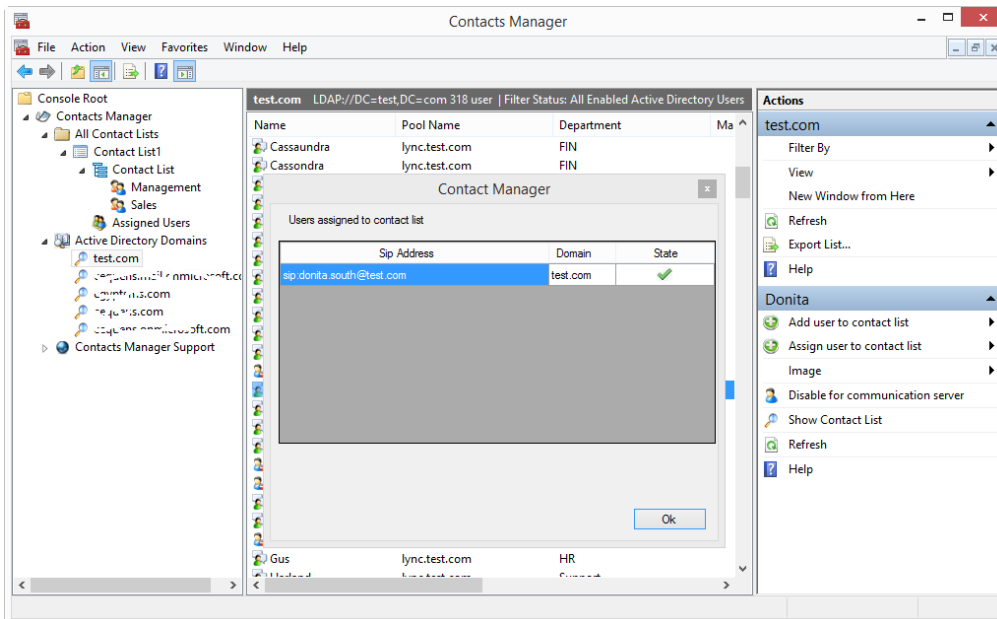 Contacts Manager
File Action View Favorites Window Help
Console Root
Contacts Manager
All Contact Lists
Contact List1
Contact List
Management
Sales
Assigned Users
Active Directory Domains
test.com
Contacts Manager Support
test.com LDAP://DC=test,DC=com 318 user | Filter Status: All Enabled Active Directory Users
Name Pool Name Department Ma
Cassaundra lync.test.com FIN
Cassondra lync.test.com FIN
Contact Manager
x
Users assigned to contact list
Sip Address Domain State
sip:donita.south@test.com test.com
Ok
Gus lync.test.com HR
Actions
test.com
Filter By
View
New Window from Here
Refresh
Export List...
Help
Donita
Add user to contact list
Assign user to contact list
Image
Disable for communication server
Show Contact List
Refresh
Help